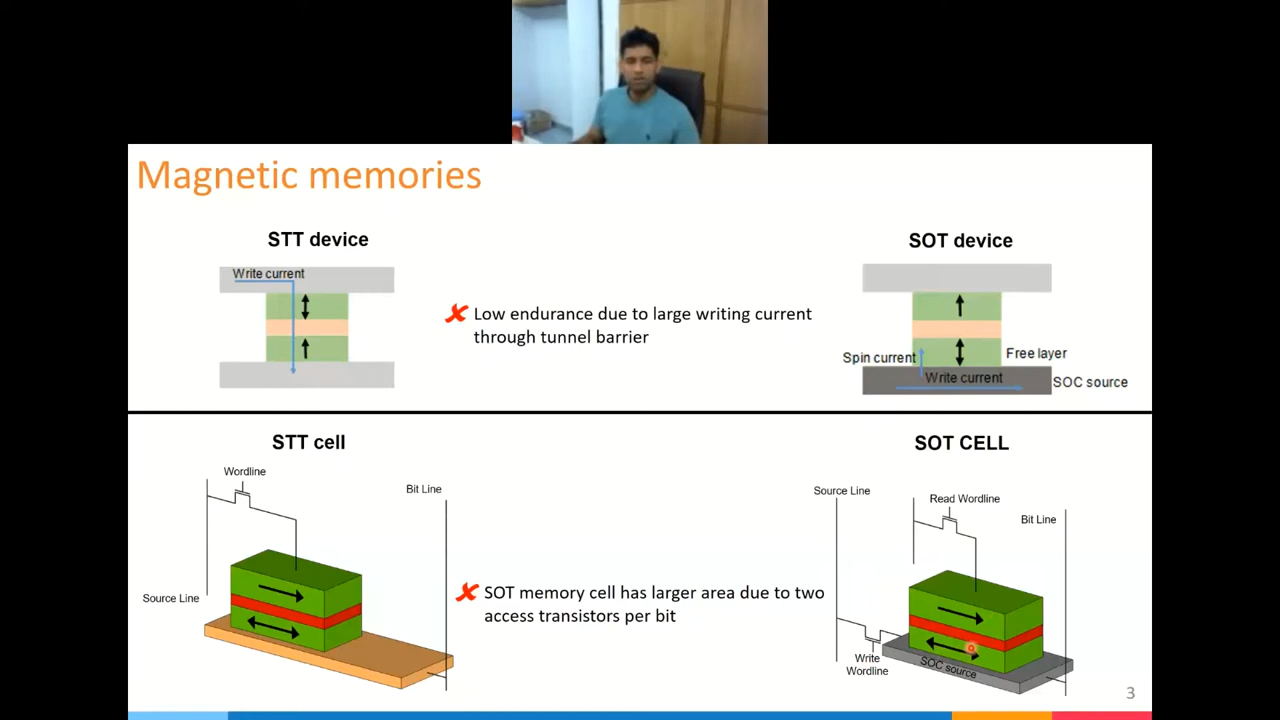 Magnetic memories
STT device
SOT device
Write current
Low endurance due to large writing current
through tunnel barrier
Spin current
Free layer
Write current
SOC source
STT cell
SOT CELL
Wordline
Bit Line
Source Line
Source Line
Read Wordline
Bit Line
SOT memory cell has larger area due to two
access transistors per bit
Write
Wordline
SOC source
3